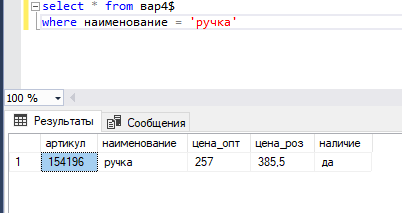 select * from вар4$
where наименование = 'ручка'
100 %
Результаты Сообщения
артикул наименование цена_опт цена_роз наличие
1 154196 ручка 257 385,5 да